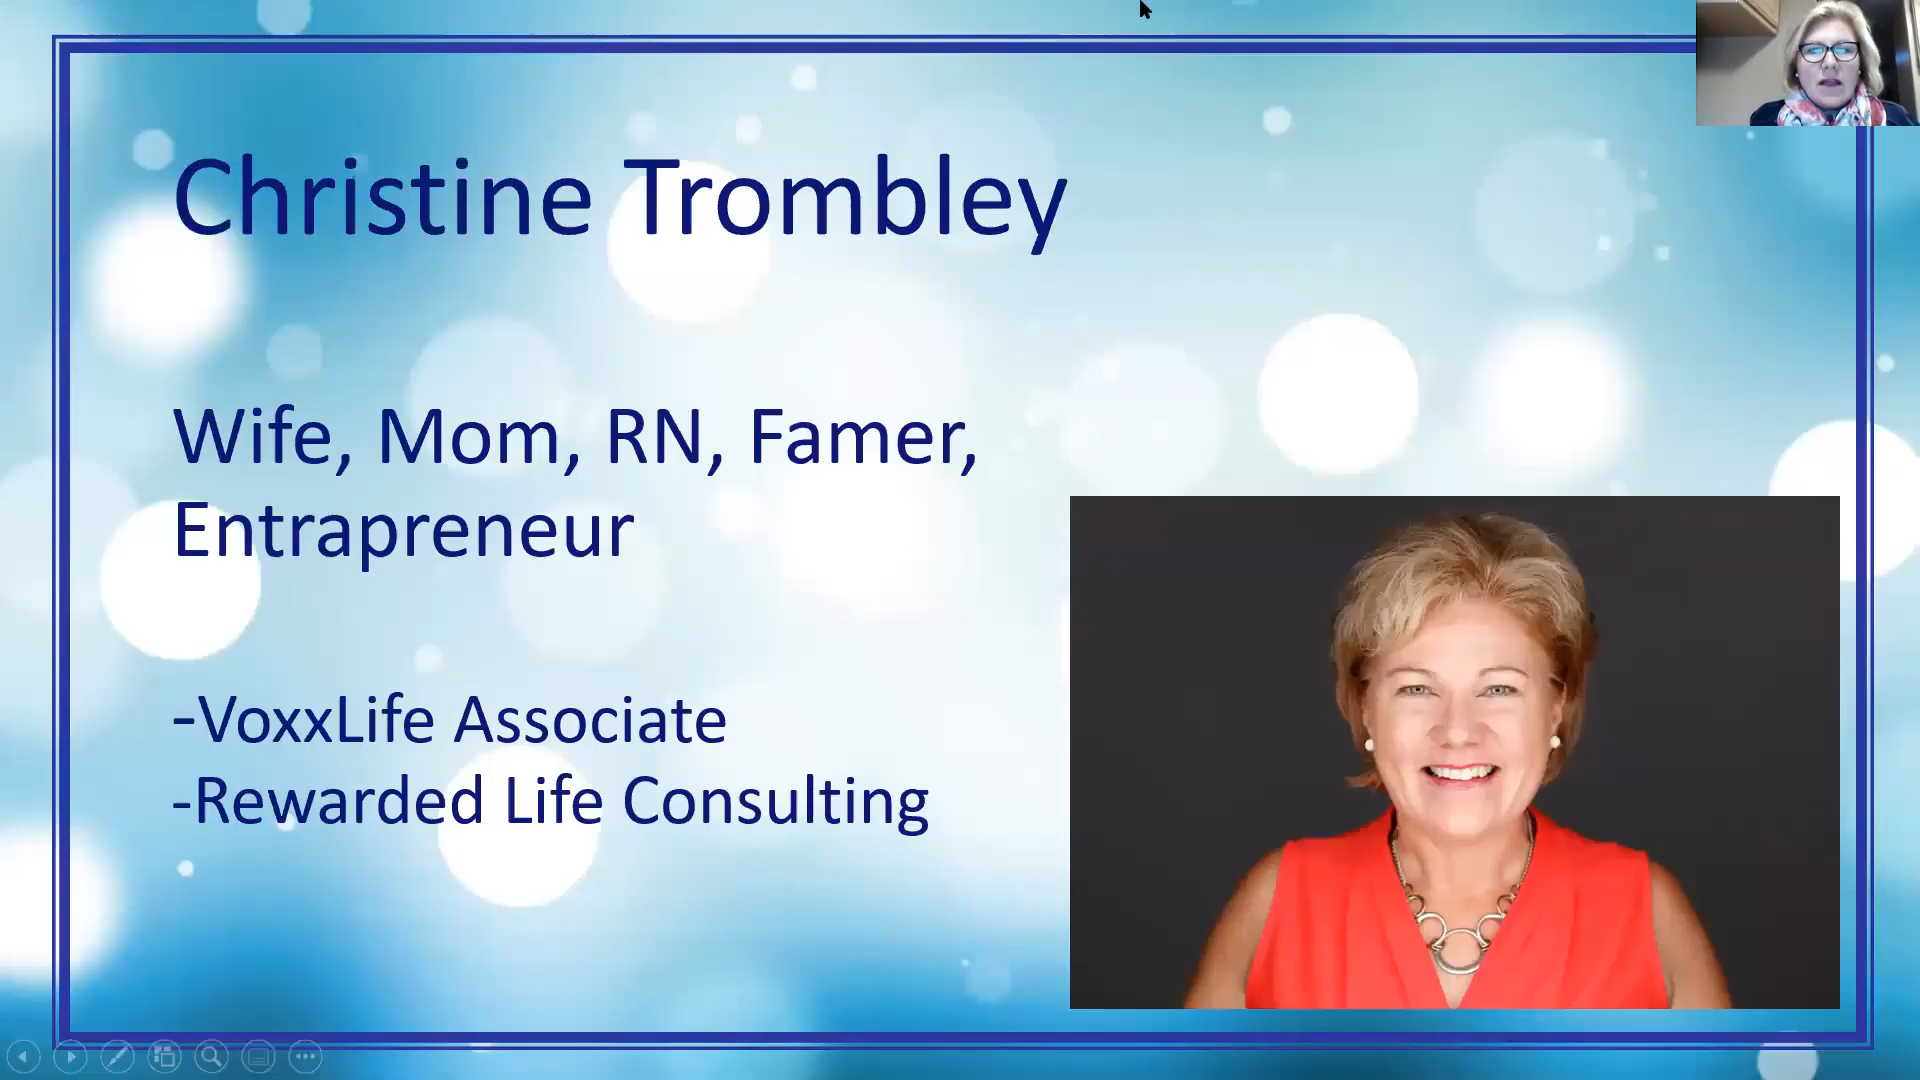 Christine Trombley
Wife, Mom, RN, Famer,
Entrapreneur
-VoxxLife Associate
-Rewarded Life Consulting